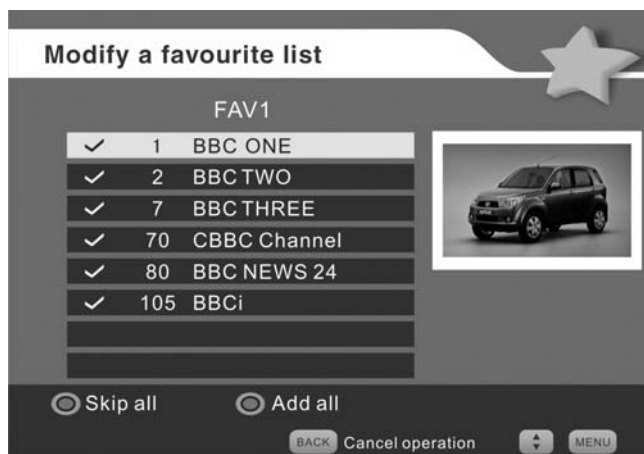 Modify a favourite list
FAV1
1 BBC ONE
2 BBC TWO
7 BBC THREE
70 CBBC Channel
80 BBC NEWS 24
105 BBCi
Skip all Add all
BACK Cancel operation MENU